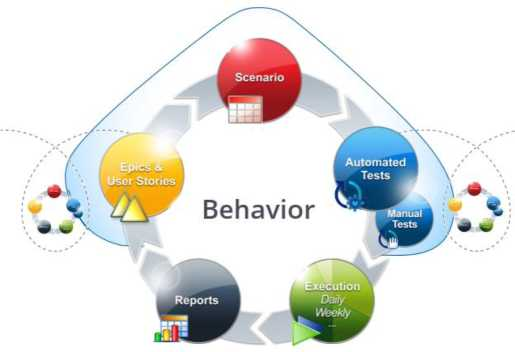 Scenario
Epics &
User Stories
Automated
Tests
Behavior
Manual
Tests
Execution
Daily
Weekly
...
Reports